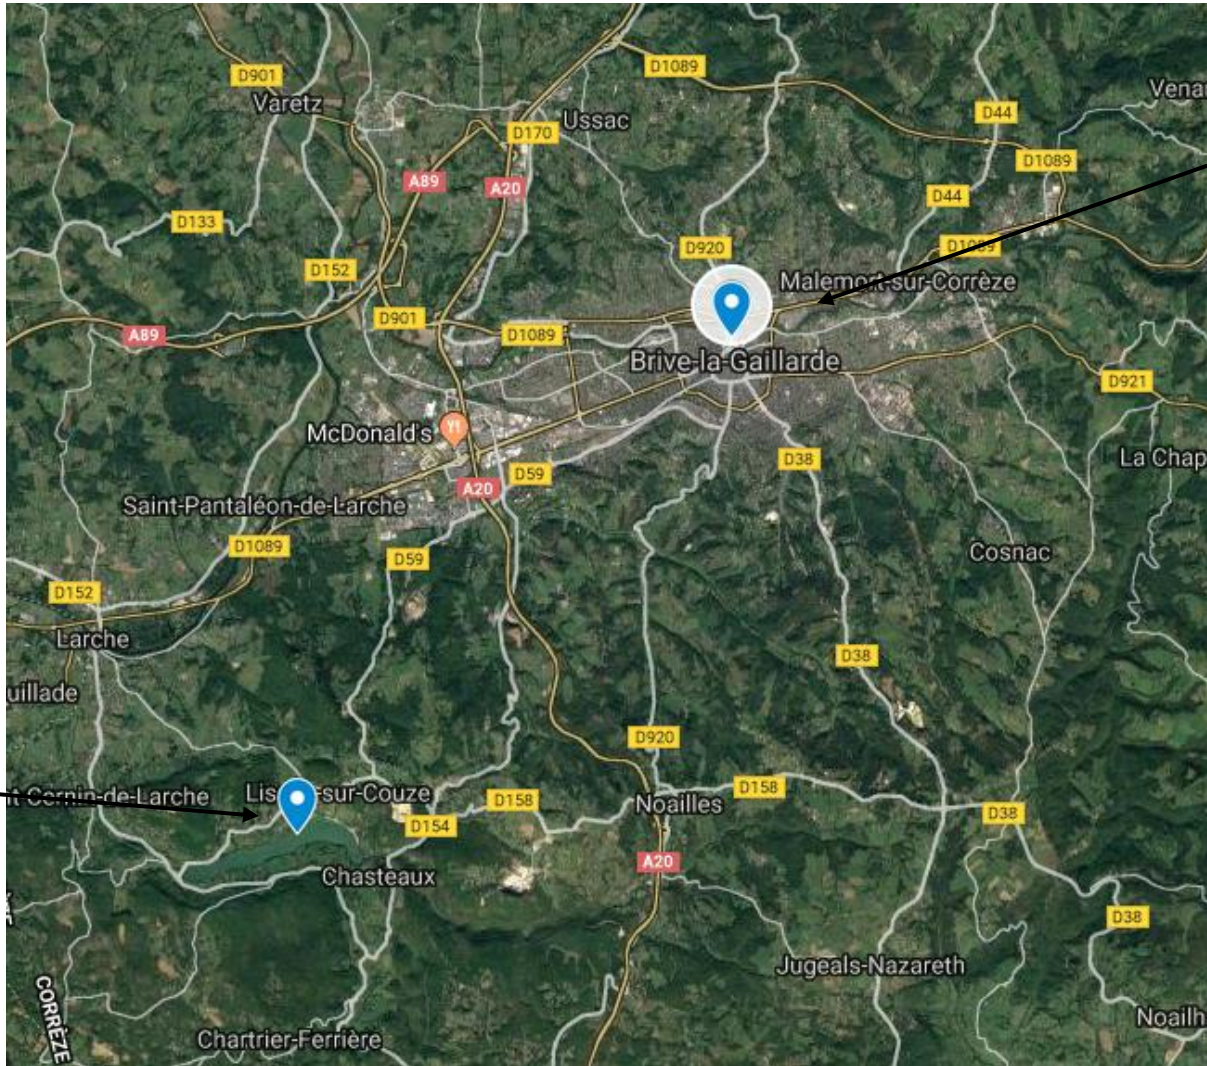 D1089
D901
Varetz
Venar
D44
Ussac
D170
D1089
A89
A20
D44
D133
D920
D1089
D152
Malemort-sur-Corrèze
D901
A89
D1089
Brive-la-Gaillarde
D921
McDonald's
D38
La Chap
D59
A20
Saint-Pantaléon-de-Larche
D1089
Cosnac
D59
D152
Larche
D38
uillade
D920
D158
Lis sur-Couze
D158
nt-Cernin-de-Larche
Noailles
D38
D154
A20
Chasteaux
D38
Jugeals-Nazareth
CORRÈZE
Noailh
Chartrier-Ferrière